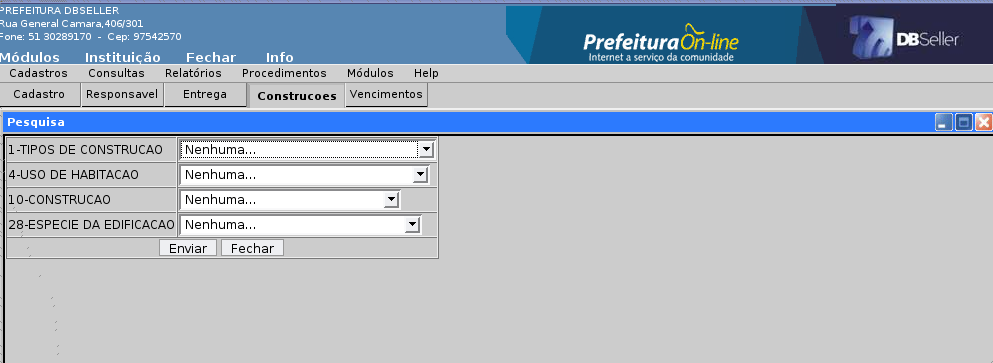 PREFEITURA DBSELLER
Rua General Camara,406/301
Fone: 51 30289170 - Cep: 97542570
Prefeitura On-line
Internet a serviço da comunidade
DBSeller
Módulos Instituição Fechar Info
Cadastros Consultas Relatórios Procedimentos Módulos Help
Cadastro Responsavel Entrega Construcoes Vencimentos
Pesquisa
1-TIPOS DE CONSTRUCAO Nenhuma...
4-USO DE HABITACAO Nenhuma...
10-CONSTRUCAO Nenhuma...
28-ESPECIE DA EDIFICACAO Nenhuma...
Enviar Fechar